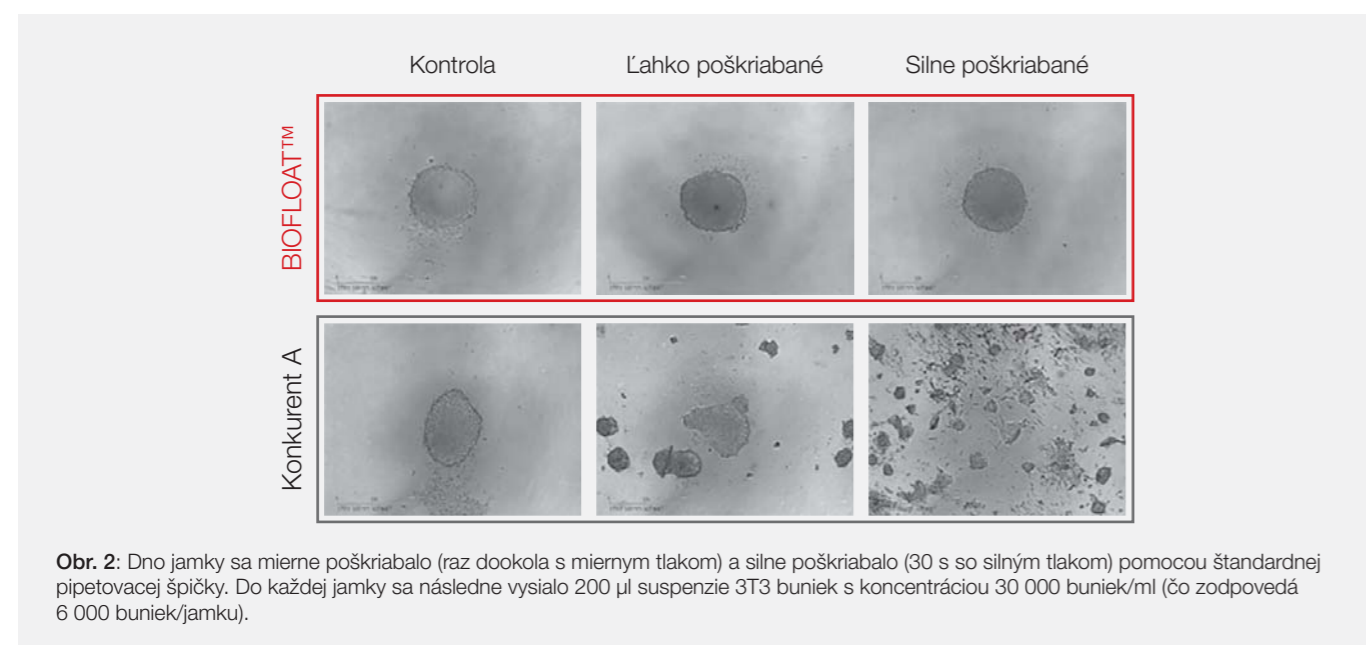 Kontrola
Ľahko poškriabané
Silne poškriabané
BIOFLOAT™
Konkurent A
Obr. 2: Dno jamky sa mierne poškriabalo (raz dookola s miernym tlakom) a silne poškriabalo (30 s so silným tlakom) pomocou štandardnej
pipetovacej špičky. Do každej jamky sa následne vysialo 200 µl suspenzie 3T3 buniek s koncentráciou 30 000 buniek/ml (čo zodpovedá
6 000 buniek/jamku).